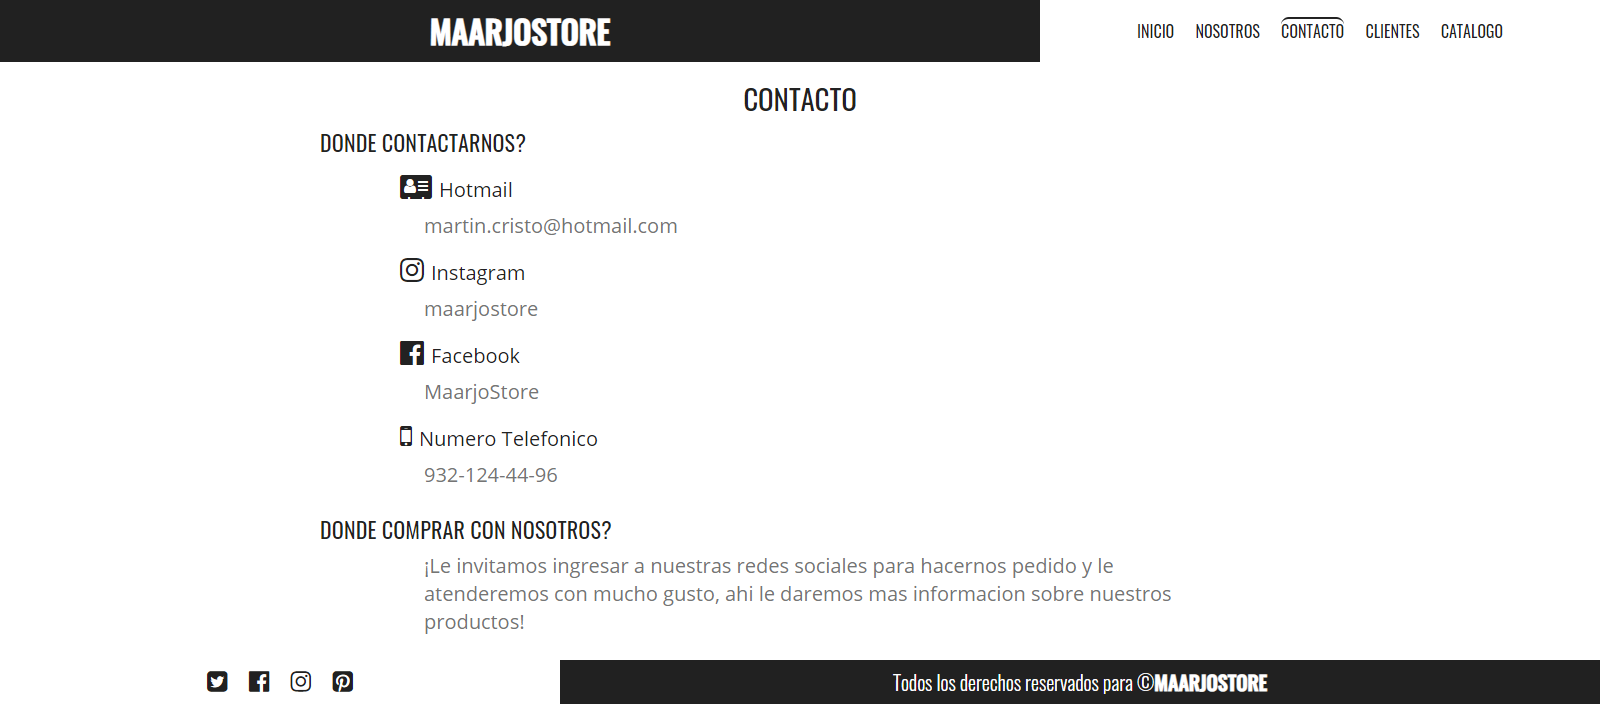 MAARJOSTORE
INICIO NOSOTROS CONTACTO CLIENTES CATALOGO
CONTACTO
DONDE CONTACTARNOS?
Hotmail
martin.cristo@hotmail.com
Instagram
maarjostore
Facebook
MaarjoStore
Numero Telefonico
932-124-44-96
DONDE COMPRAR CON NOSOTROS?
¡Le invitamos ingresar a nuestras redes sociales para hacernos pedido y le
atenderemos con mucho gusto, ahi le daremos mas informacion sobre nuestros
productos!
Todos los derechos reservados para ©MAARJOSTORE